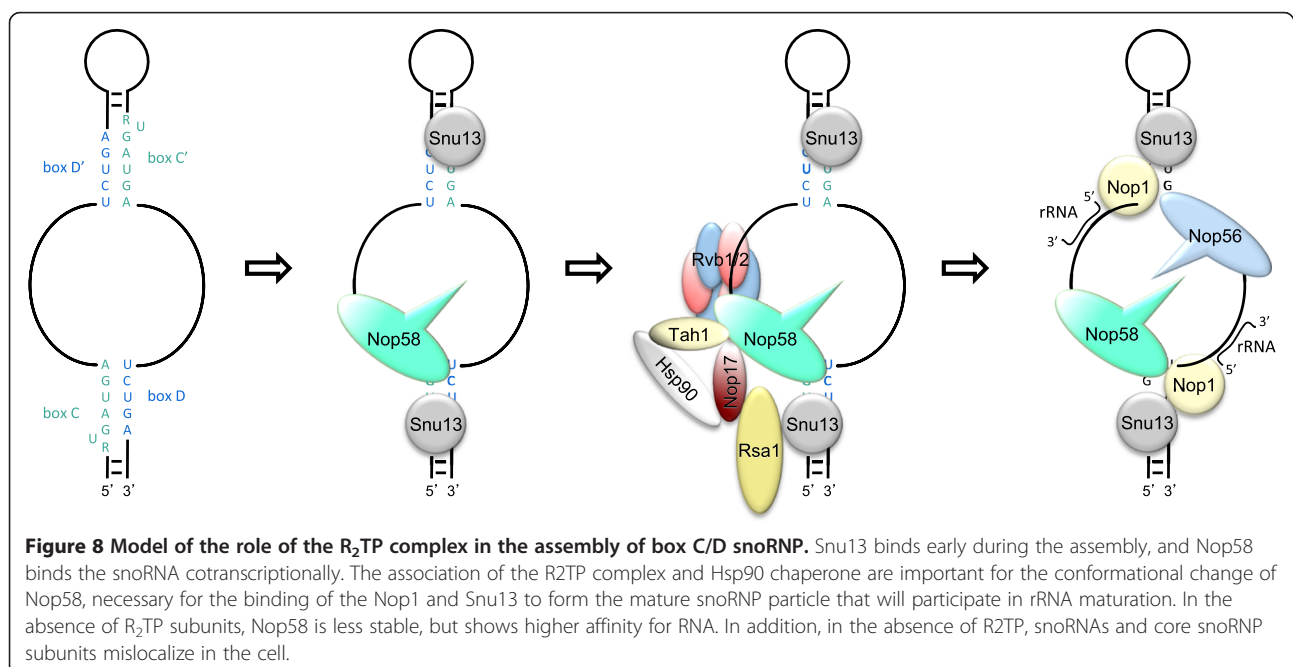 R
U
A G
G A
box D' U U box C'
C G
U A
A U
G C
box C U U box D
A G
G A
U
R
5' 3'
Snu13
C
U U
C G
U A
Nop58
U
C
G U
Snu13
5' 3'
Snu13
C
U U
C G
U A
Rvb1/2
Tah1
Nop58
Hsp90
Nop17
U
C
U
Snu13
Rsa1
5' 3'
Snu13
U
G
Nop1
5'
rRNA
3'
Nop56
Nop58
3'
rRNA
5'
G
Nop1
Snu13
5' 3'
Figure 8 Model of the role of the R2TP complex in the assembly of box C/D snoRNP. Snu13 binds early during the assembly, and Nop58
binds the snoRNA cotranscriptionally. The association of the R2TP complex and Hsp90 chaperone are important for the conformational change of
Nop58, necessary for the binding of the Nop1 and Snu13 to form the mature snoRNP particle that will participate in rRNA maturation. In the
absence of R2TP subunits, Nop58 is less stable, but shows higher affinity for RNA. In addition, in the absence of R2TP, snoRNAs and core snoRNP
subunits mislocalize in the cell.